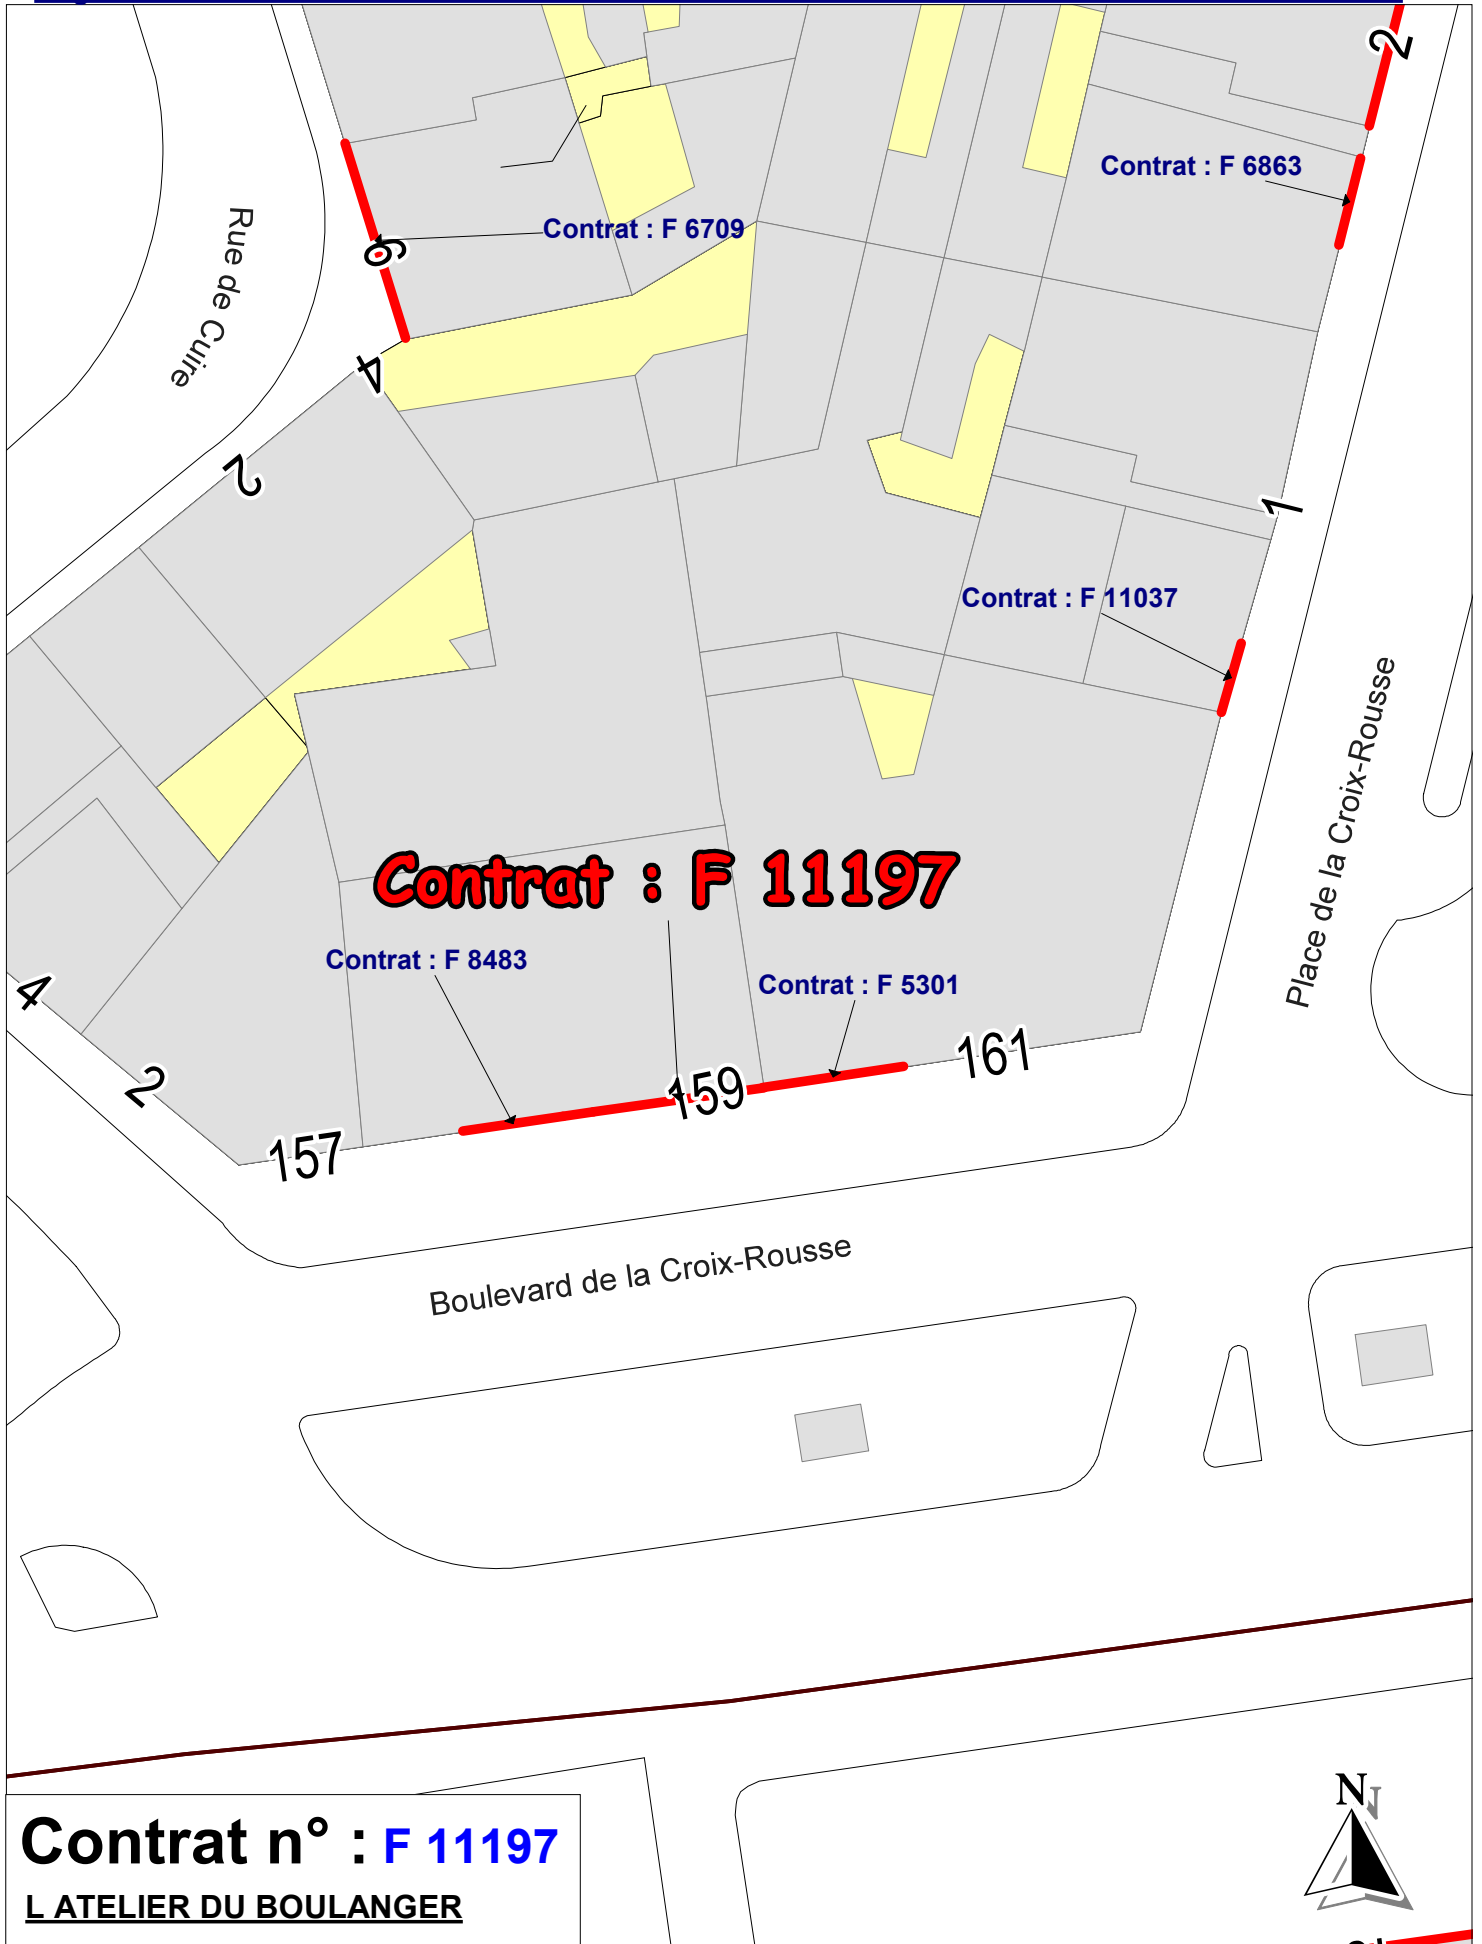 2
Contrat : F 6863
Rue de Cuire
Contrat : F 6709
6
4
2
1
Contrat : F 11037
Place de la Croix-Rousse
Contrat : F 11197
Contrat : F 8483
Contrat : F 5301
4
2
161
159
157
Boulevard de la Croix-Rousse
N
Contrat n° : F 11197
L ATELIER DU BOULANGER